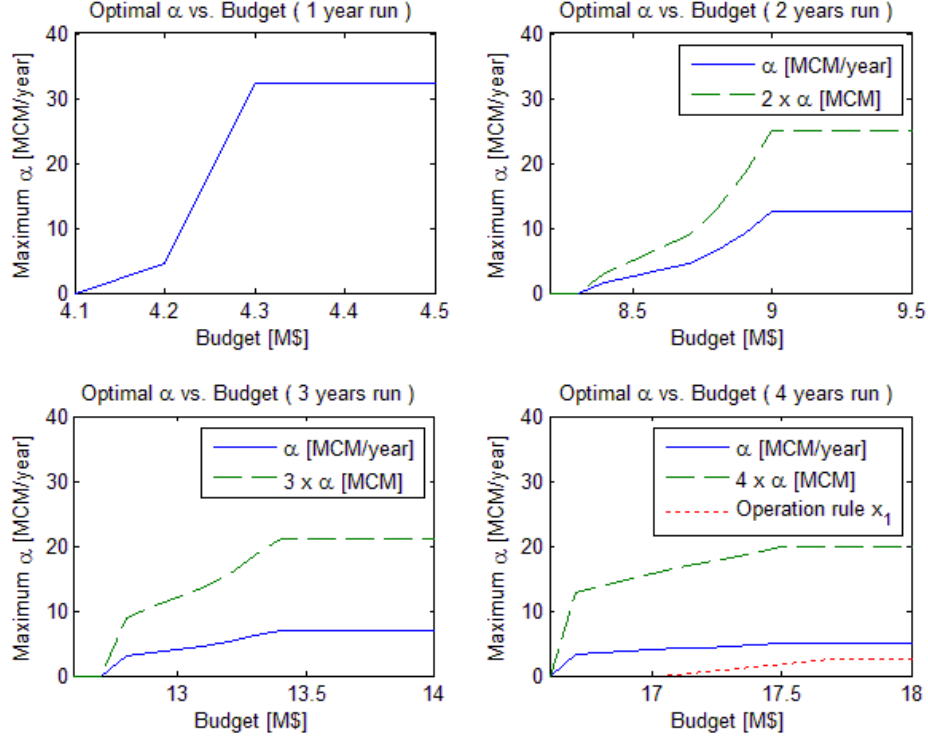 Optimal α vs. Budget ( 1 year run )
Maximum α [MCM/year]
40
30
20
10
0
4.1 4.2 4.3 4.4 4.5
Budget [M$]
Optimal α vs. Budget ( 2 years run )
Maximum α [MCM/year]
40
30
20
10
0
α [MCM/year]
2 x α [MCM]
8.5 9 9.5
Budget [M$]
Optimal α vs. Budget ( 3 years run )
Maximum α [MCM/year]
40
30
20
10
0
α [MCM/year]
3 x α [MCM]
13 13.5 14
Budget [M$]
Optimal α vs. Budget ( 4 years run )
Maximum α [MCM/year]
40
30
20
10
0
α [MCM/year]
4 x α [MCM]
Operation rule x₁
17 17.5 18
Budget [M$]